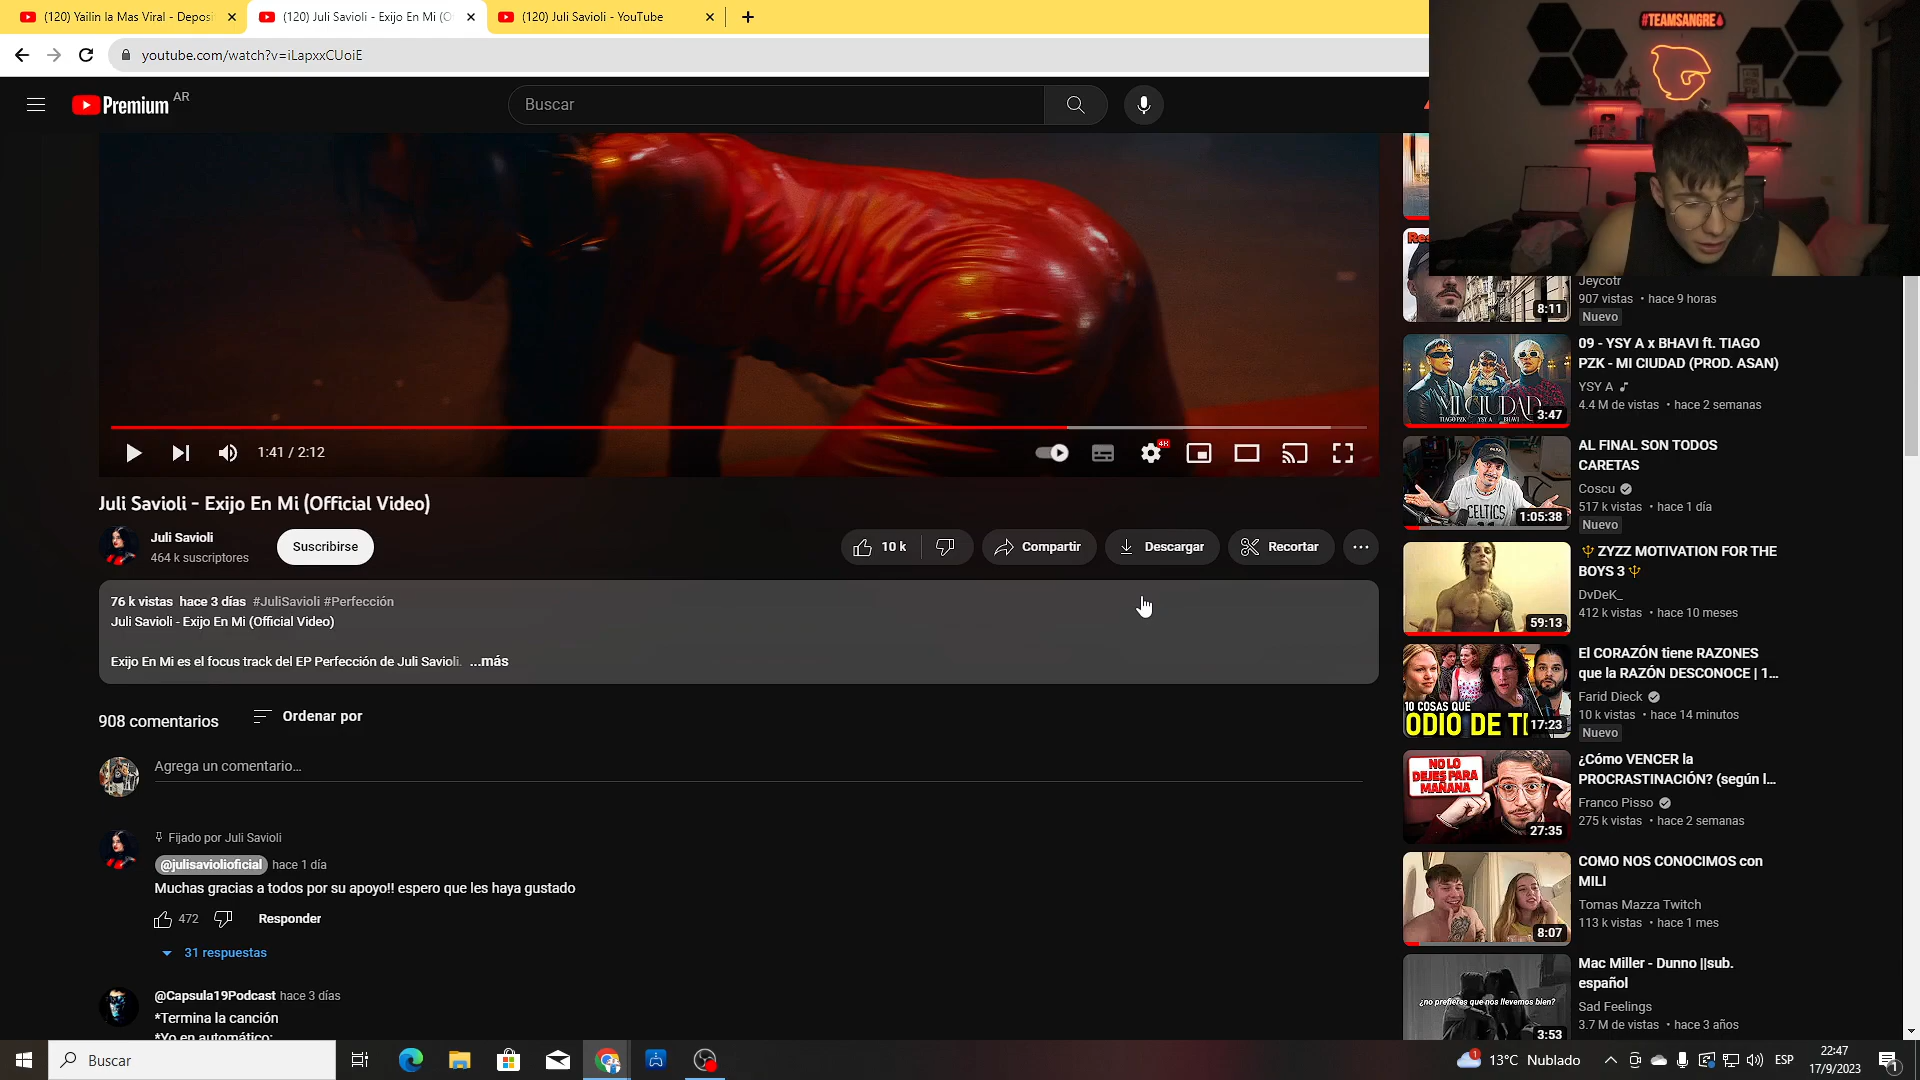 (120) Yailin la Mas Viral - Deposi
(120) Juli Savioli - Exijo En Mi (O
(120) Juli Savioli - YouTube
youtube.com/watch?v=iLapxxCUoiE
Premium AR
Buscar
#TEAMSANGRE
1:41 / 2:12
4K
Juli Savioli - Exijo En Mi (Official Video)
Juli Savioli
464 k suscriptores
Suscribirse
10 k
Compartir
Descargar
Recortar
76 k vistas hace 3 días #JuliSavioli #Perfección
Juli Savioli - Exijo En Mi (Official Video)
Exijo En Mi es el focus track del EP Perfección de Juli Savioli. ...más
908 comentarios
Ordenar por
Agrega un comentario...
Fijado por Juli Savioli
@julisaviolioficial hace 1 día
Muchas gracias a todos por su apoyo!! espero que les haya gustado
472
Responder
31 respuestas
@Capsula19Podcast hace 3 días
*Termina la canción
*Yo en automático:
8:11
Jeycotr
907 vistas • hace 9 horas
Nuevo
MI CIUDAD
TIAGO PZK - YSY A - BHAVI
3:47
09 - YSY A x BHAVI ft. TIAGO
PZK - MI CIUDAD (PROD. ASAN)
YSY A
4.4 M de vistas • hace 2 semanas
CELTICS
1:05:38
AL FINAL SON TODOS
CARETAS
Coscu
517 k vistas • hace 1 día
Nuevo
59:13
ZYZZ MOTIVATION FOR THE
BOYS 3
DvDeK_
412 k vistas • hace 10 meses
10 COSAS QUE
ODIO DE TI
17:23
El CORAZÓN tiene RAZONES
que la RAZÓN DESCONOCE | 1...
Farid Dieck
10 k vistas • hace 14 minutos
Nuevo
NO LO
DEJES PARA
MAÑANA
27:35
¿Cómo VENCER la
PROCRASTINACIÓN? (según l...
Franco Pisso
275 k vistas • hace 2 semanas
8:07
COMO NOS CONOCIMOS con
MILI
Tomas Mazza Twitch
113 k vistas • hace 1 mes
¿no prefieres que nos llevemos bien?
3:53
Mac Miller - Dunno ||sub.
español
Sad Feelings
3.7 M de vistas • hace 3 años
Buscar
1
13°C Nublado
ESP
22:47
17/9/2023
1